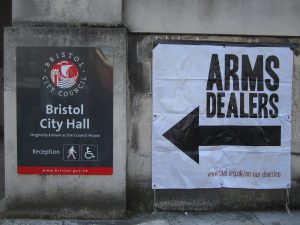 BRISTOL
CITY COUNCIL
Bristol
City Hall
Originally known as the Council House
Reception
www.bristol.gov.uk
ARMS
DEALERS
www.caat.org.uk/on-our-doorstep